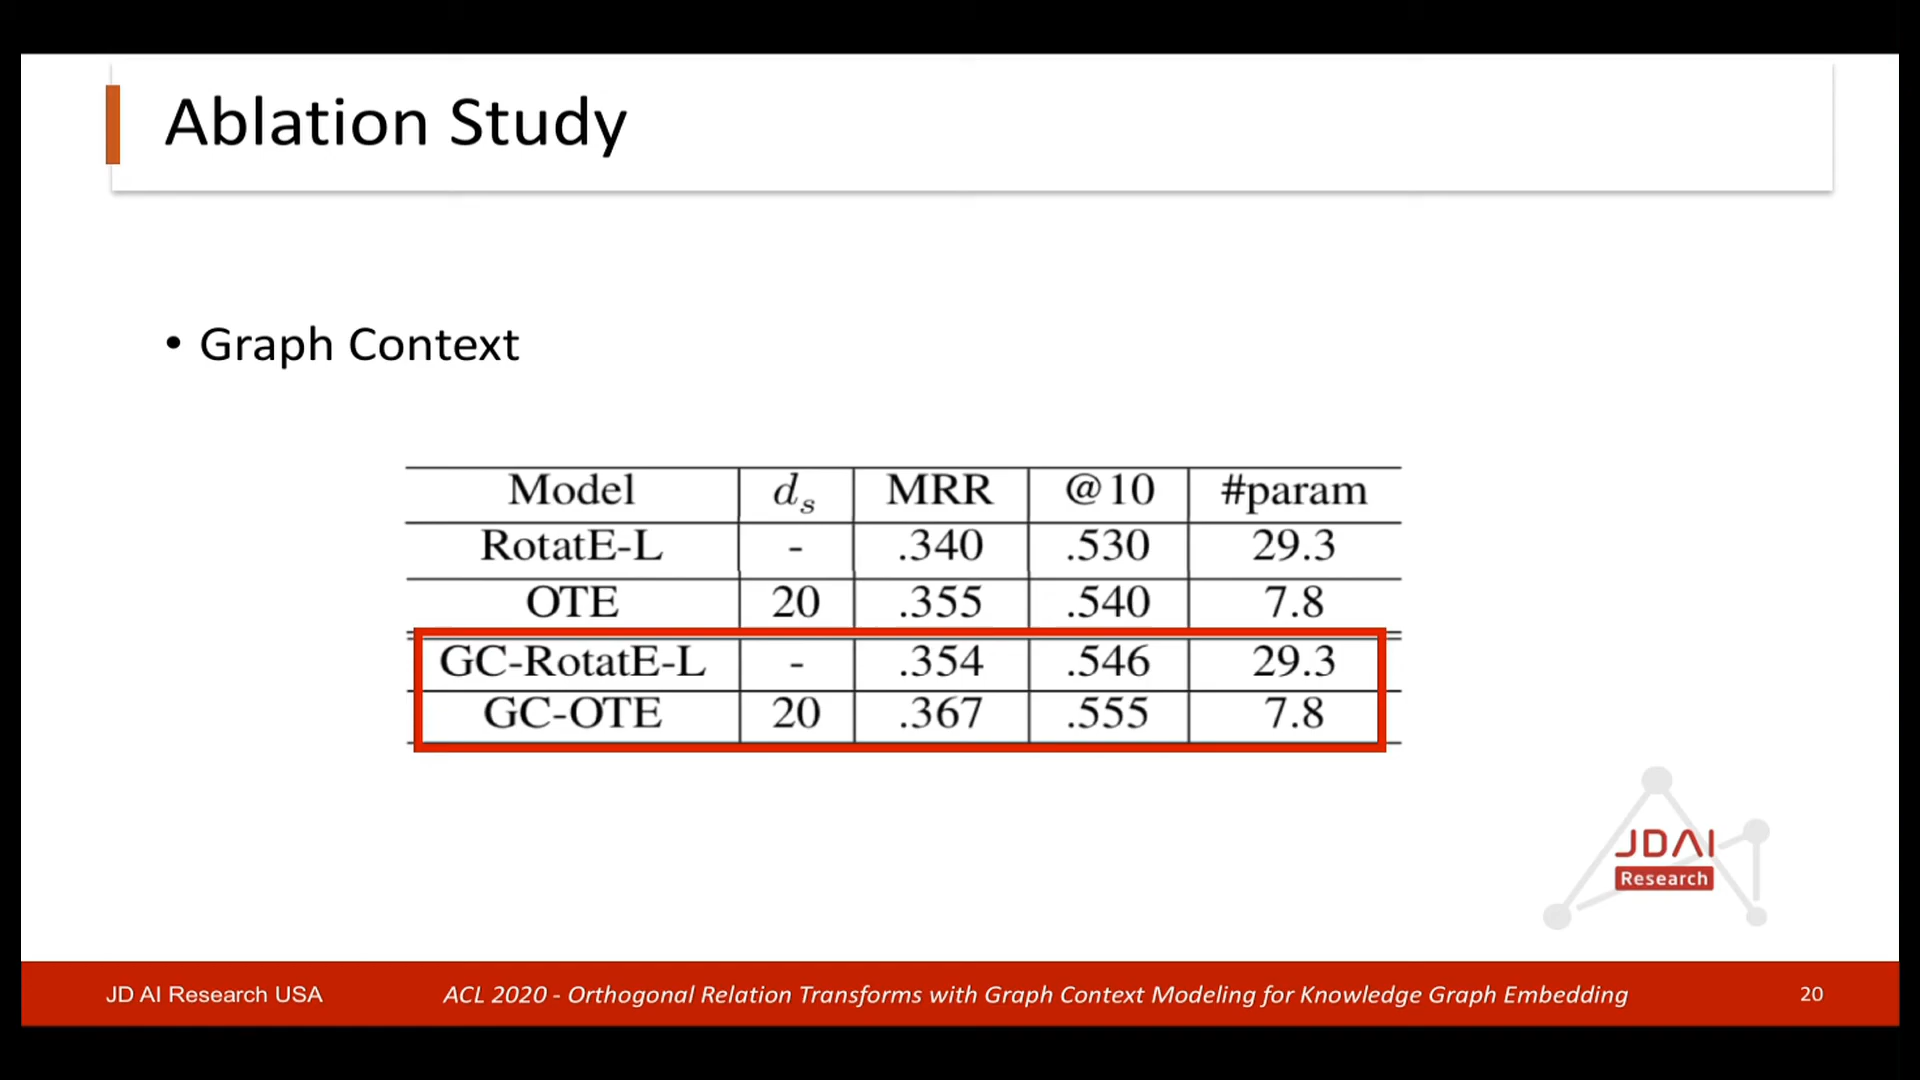 Ablation Study
• Graph Context
Model d_s MRR @10 #param
RotatE-L - .340 .530 29.3
OTE 20 .355 .540 7.8
GC-RotatE-L - .354 .546 29.3
GC-OTE 20 .367 .555 7.8
JDAI
Research
JD AI Research USA ACL 2020 - Orthogonal Relation Transforms with Graph Context Modeling for Knowledge Graph Embedding 20